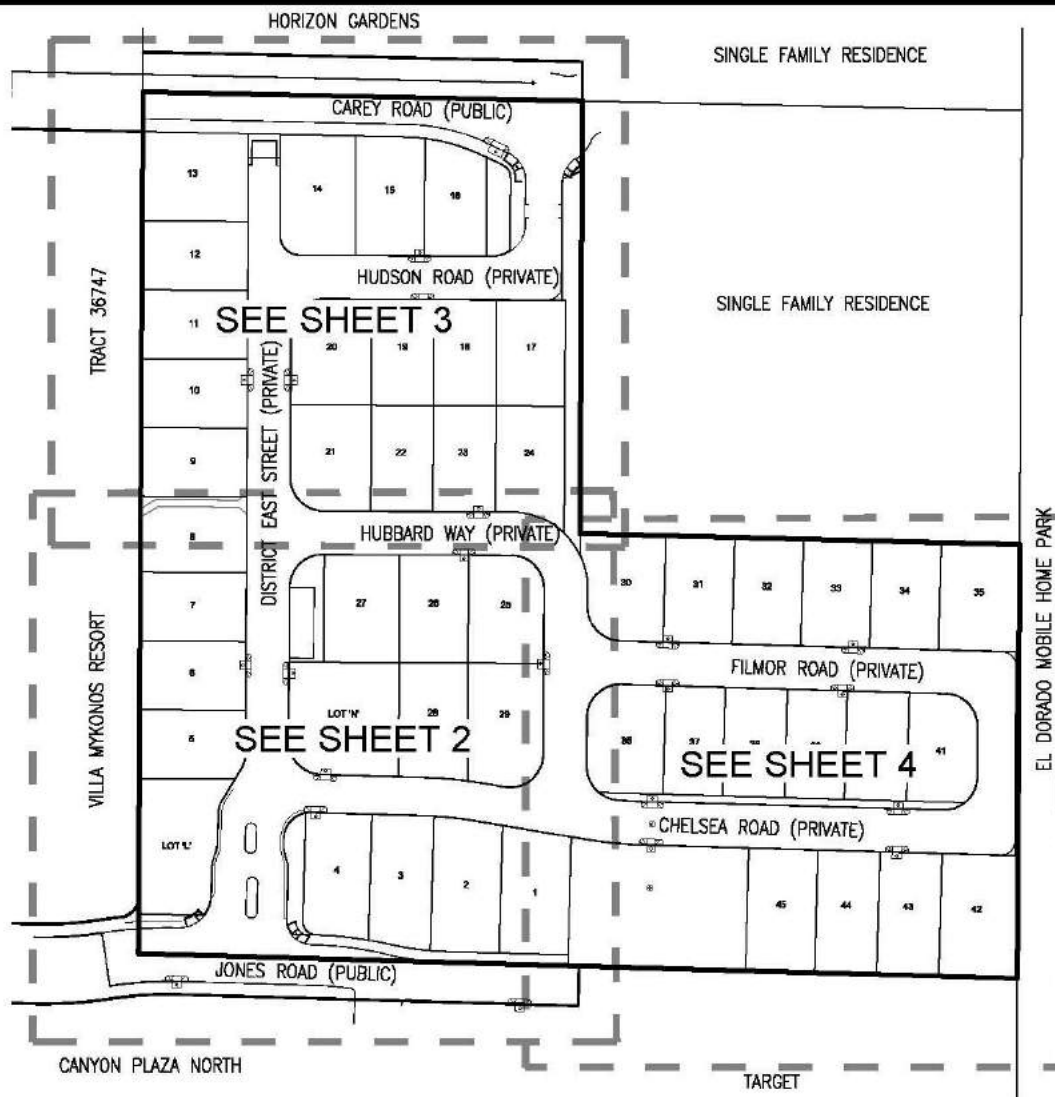 HORIZON GARDENS
SINGLE FAMILY RESIDENCE
CAREY ROAD (PUBLIC)
13
14
15
16
12
HUDSON ROAD (PRIVATE)
SINGLE FAMILY RESIDENCE
TRACT 36747
11
SEE SHEET 3
20
19
18
17
10
DISTRICT EAST STREET (PRIVATE)
9
21
22
23
24
8
HUBBARD WAY (PRIVATE)
EL DORADO MOBILE HOME PARK
7
27
26
25
30
31
32
33
34
35
VILLA MYKONOS RESORT
6
FILMOR ROAD (PRIVATE)
5
LOT 'N'
28
29
SEE SHEET 2
36
37
41
SEE SHEET 4
CHELSEA ROAD (PRIVATE)
LOT 'L'
4
3
2
1
45
44
43
42
JONES ROAD (PUBLIC)
CANYON PLAZA NORTH
TARGET